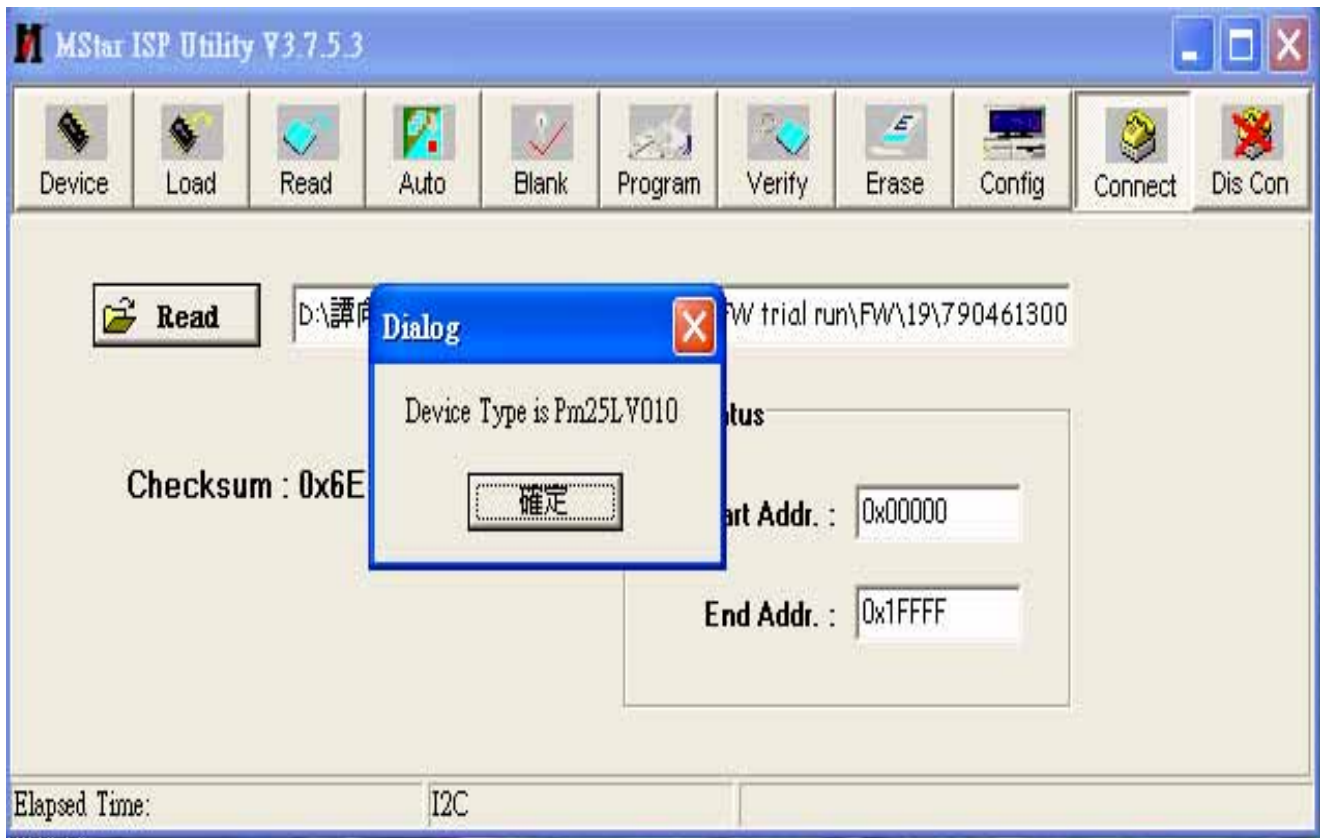 MStar ISP Utility V3.7.5.3
Device Load Read Auto Blank Program Verify Erase Config Connect Dis Con
Read D:\譚 FW trial run\FW\19\790461300
Dialog
Device Type is Pm25LV010
確定
Checksum : 0x6E
Start Addr. : 0x00000
End Addr. : 0x1FFFF
Elapsed Time: I2C